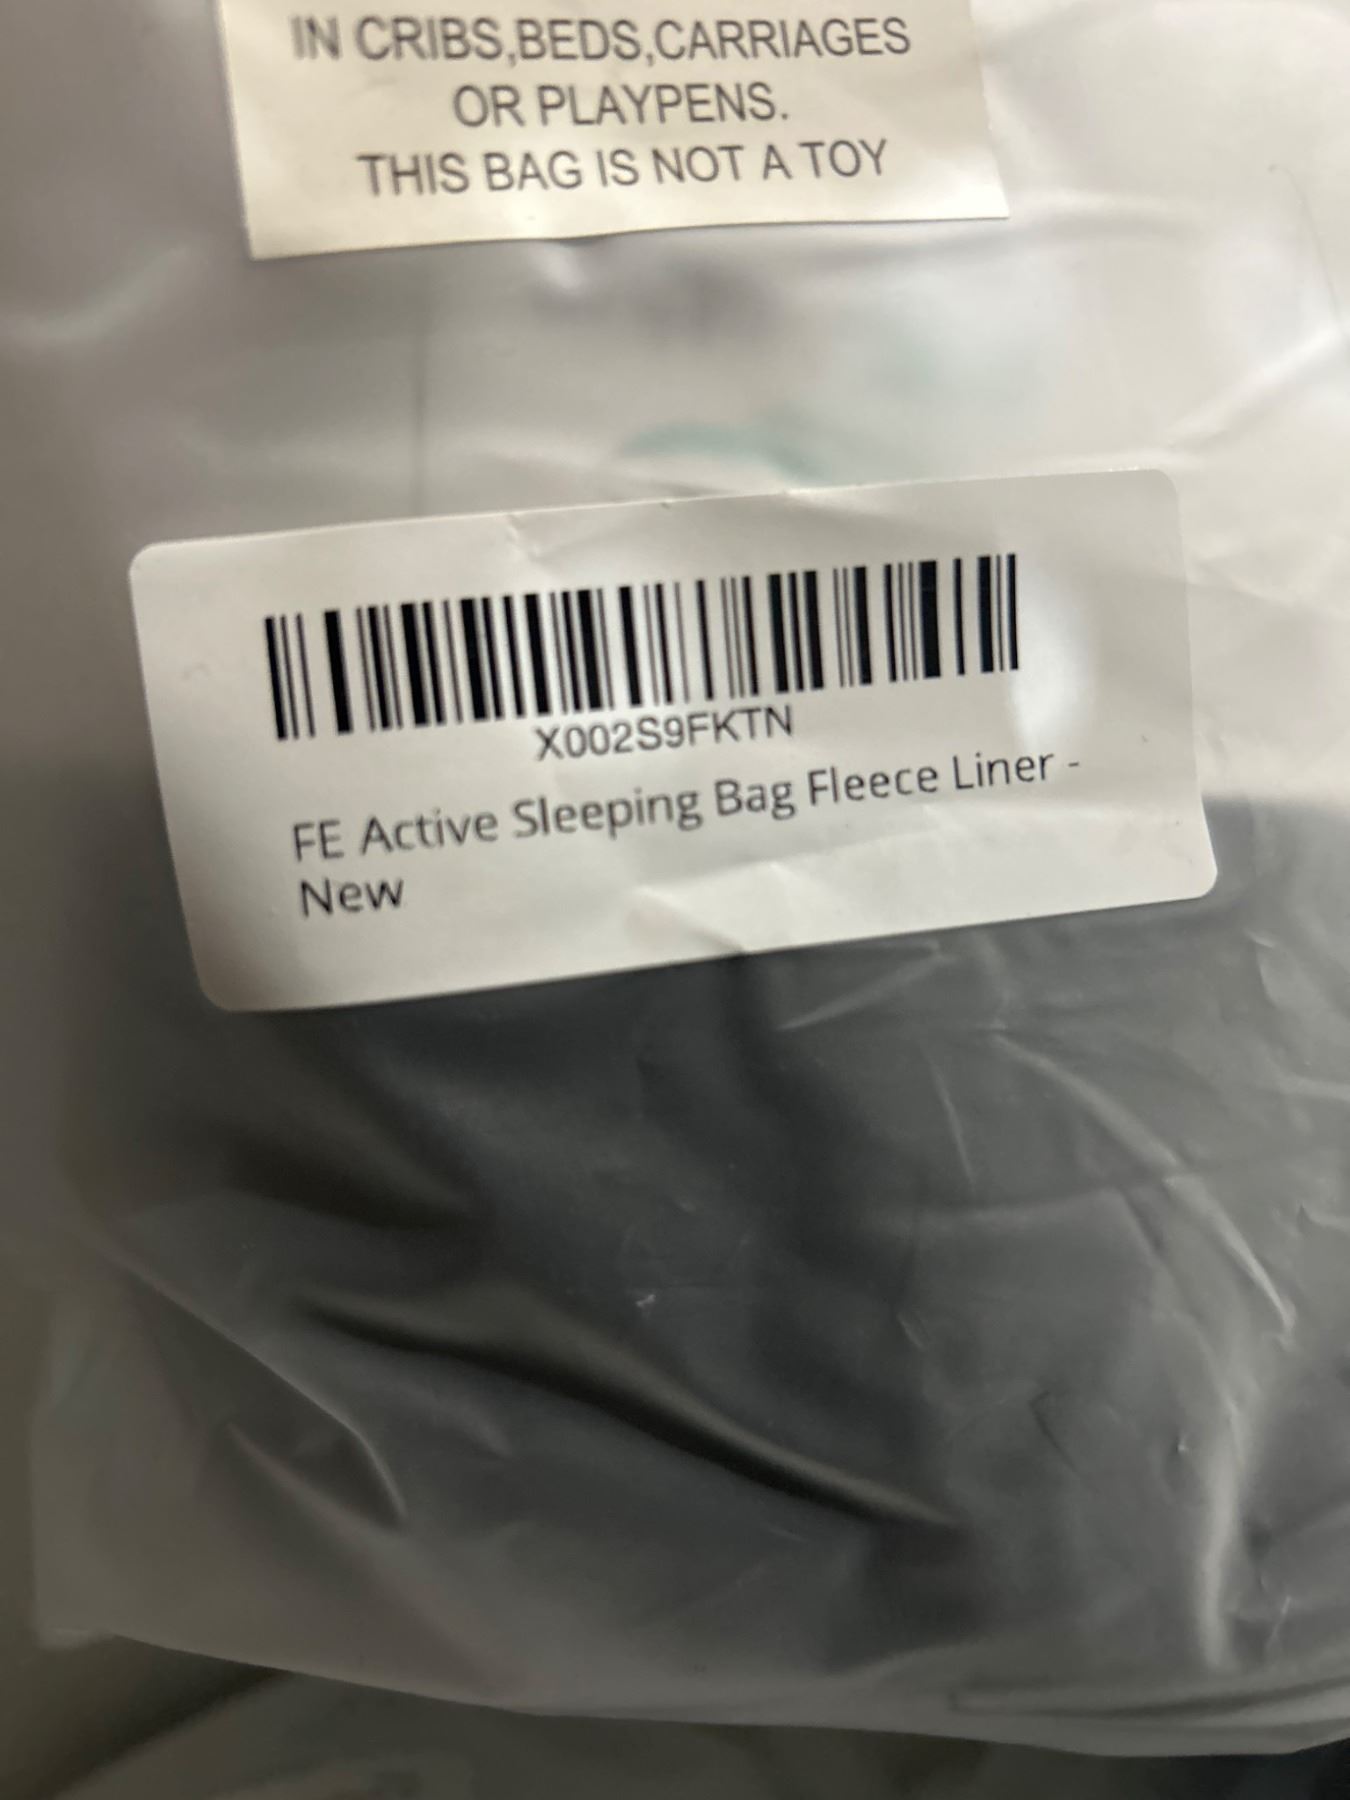 IN CRIBS,BEDS,CARRIAGES
OR PLAYPENS.
THIS BAG IS NOT A TOY
X002S9FKTN
FE Active Sleeping Bag Fleece Liner -
New